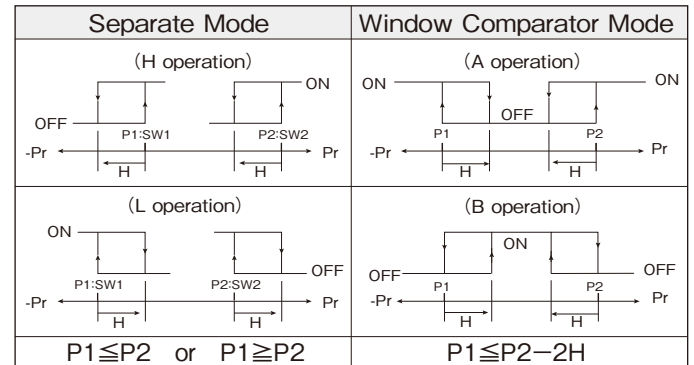 Separate Mode
Window Comparator Mode
(H operation)
ON
OFF
P1:SW1
P2:SW2
-Pr
Pr
H
H
(A operation)
ON
ON
OFF
P1
P2
-Pr
Pr
H
H
(L operation)
ON
P1:SW1
P2:SW2
OFF
-Pr
Pr
H
H
(B operation)
ON
OFF
OFF
P1
P2
-Pr
Pr
H
H
P1≦P2 or P1≧P2
P1≦P2−2H